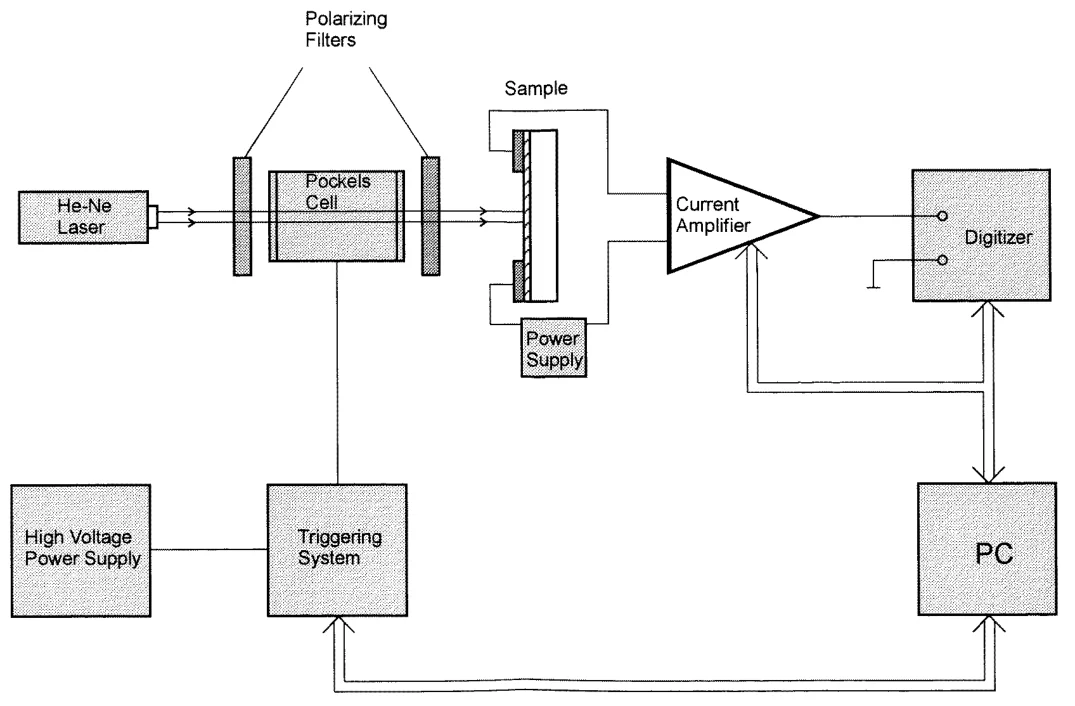 Polarizing
Filters
Sample
Pockels
Cell
He-Ne
Laser
Current
Amplifier
Digitizer
Power
Supply
High Voltage
Power Supply
Triggering
System
PC